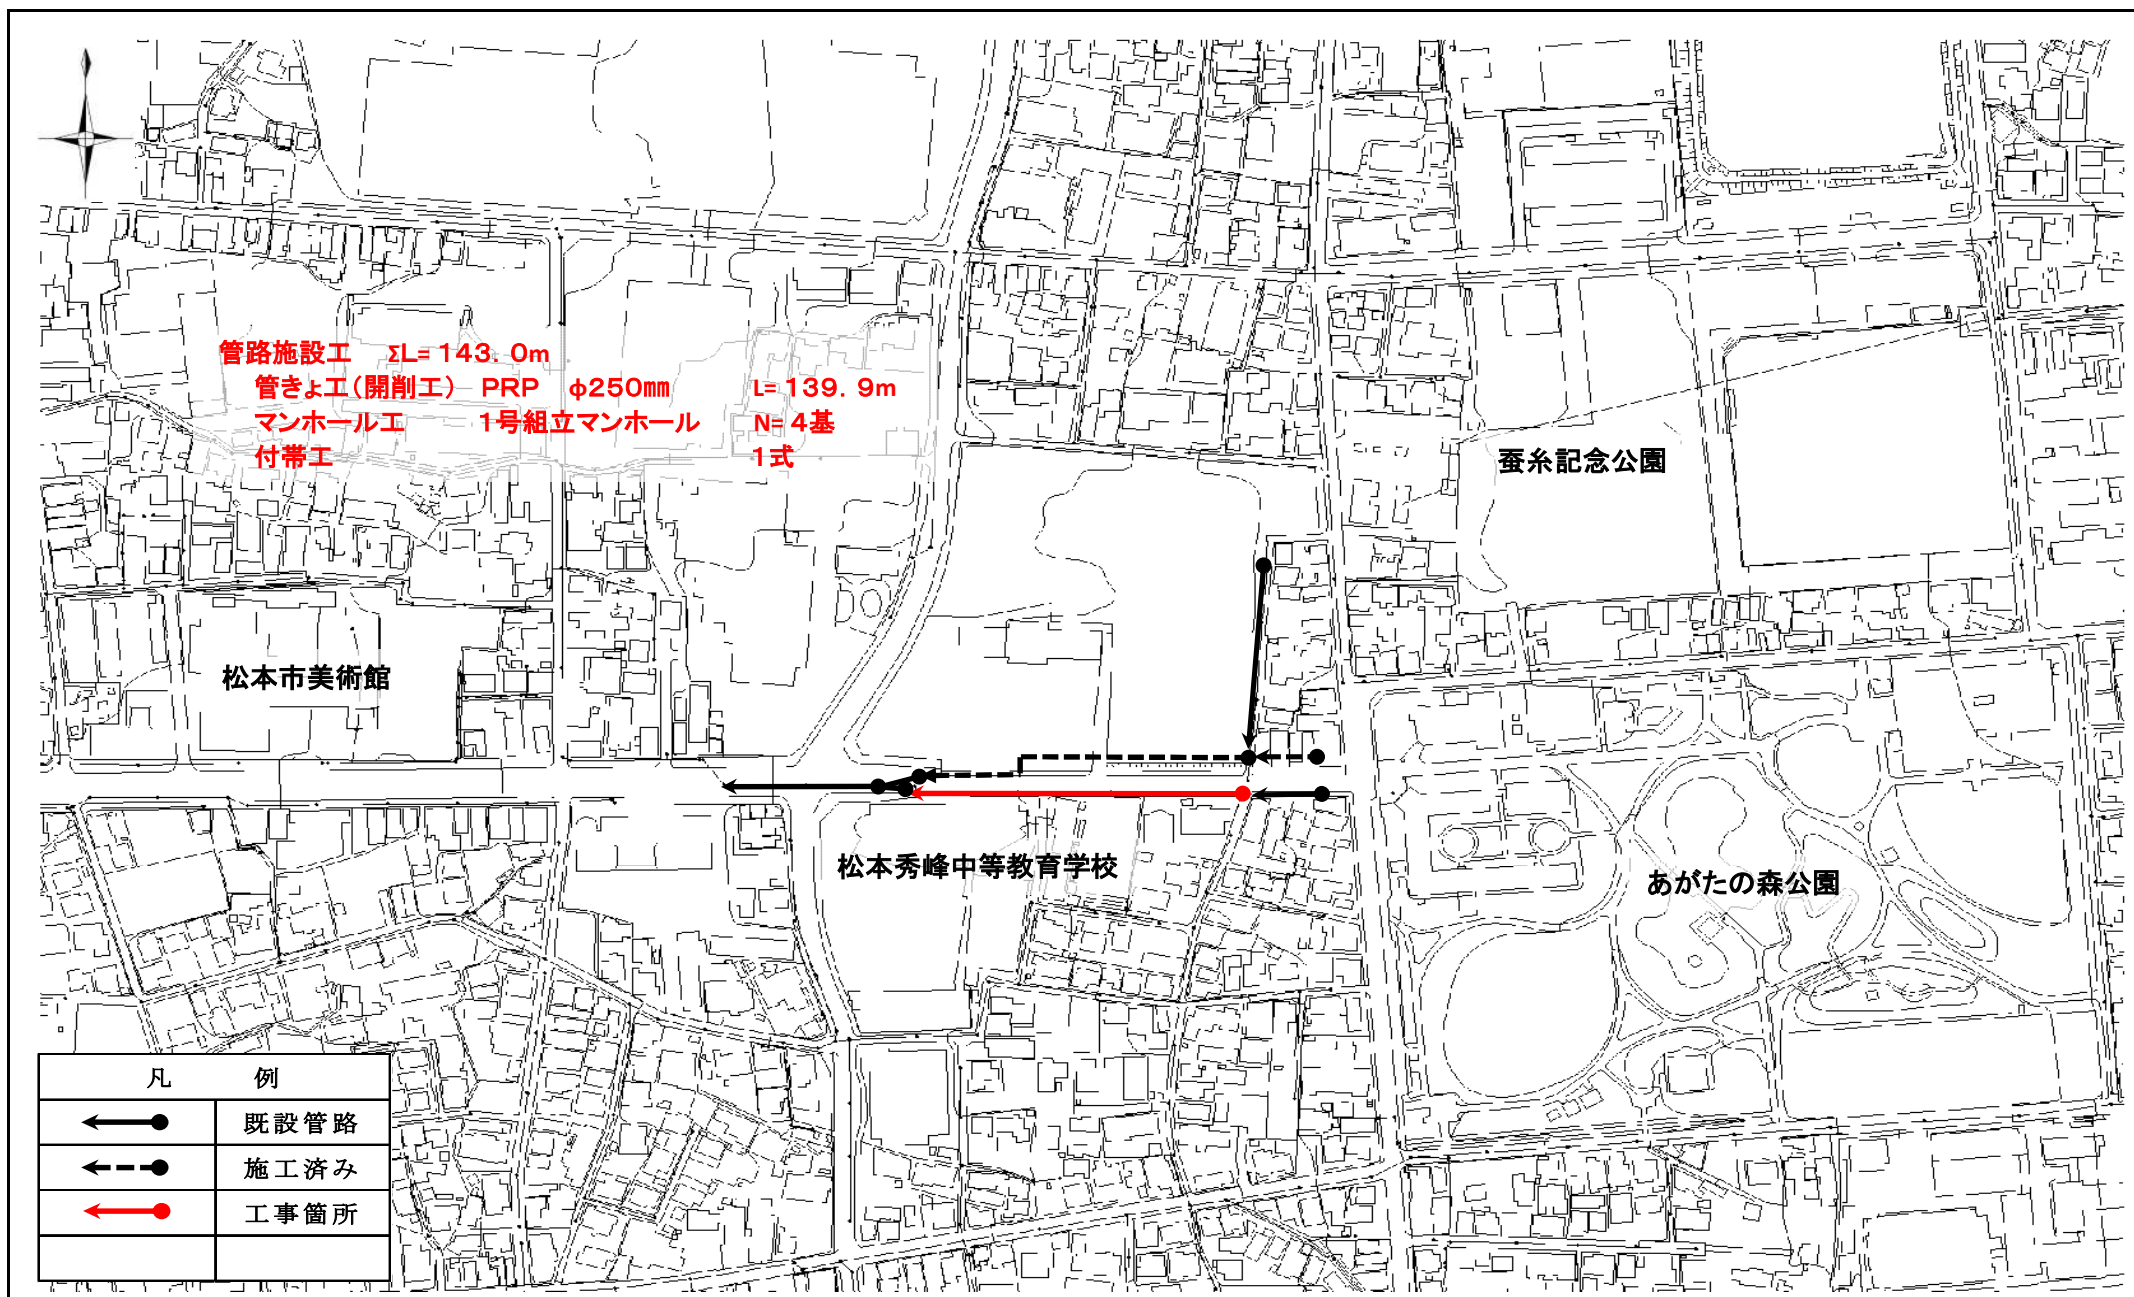 管路施設工 ΣL=143.0m
管きょ工(開削工) PRP φ250㎜ L=139.9m
マンホール工 1号組立マンホール N=4基
付帯工 1式
蚕糸記念公園
松本市美術館
松本秀峰中等教育学校
あがたの森公園
凡 例
既設管路
施工済み
工事箇所